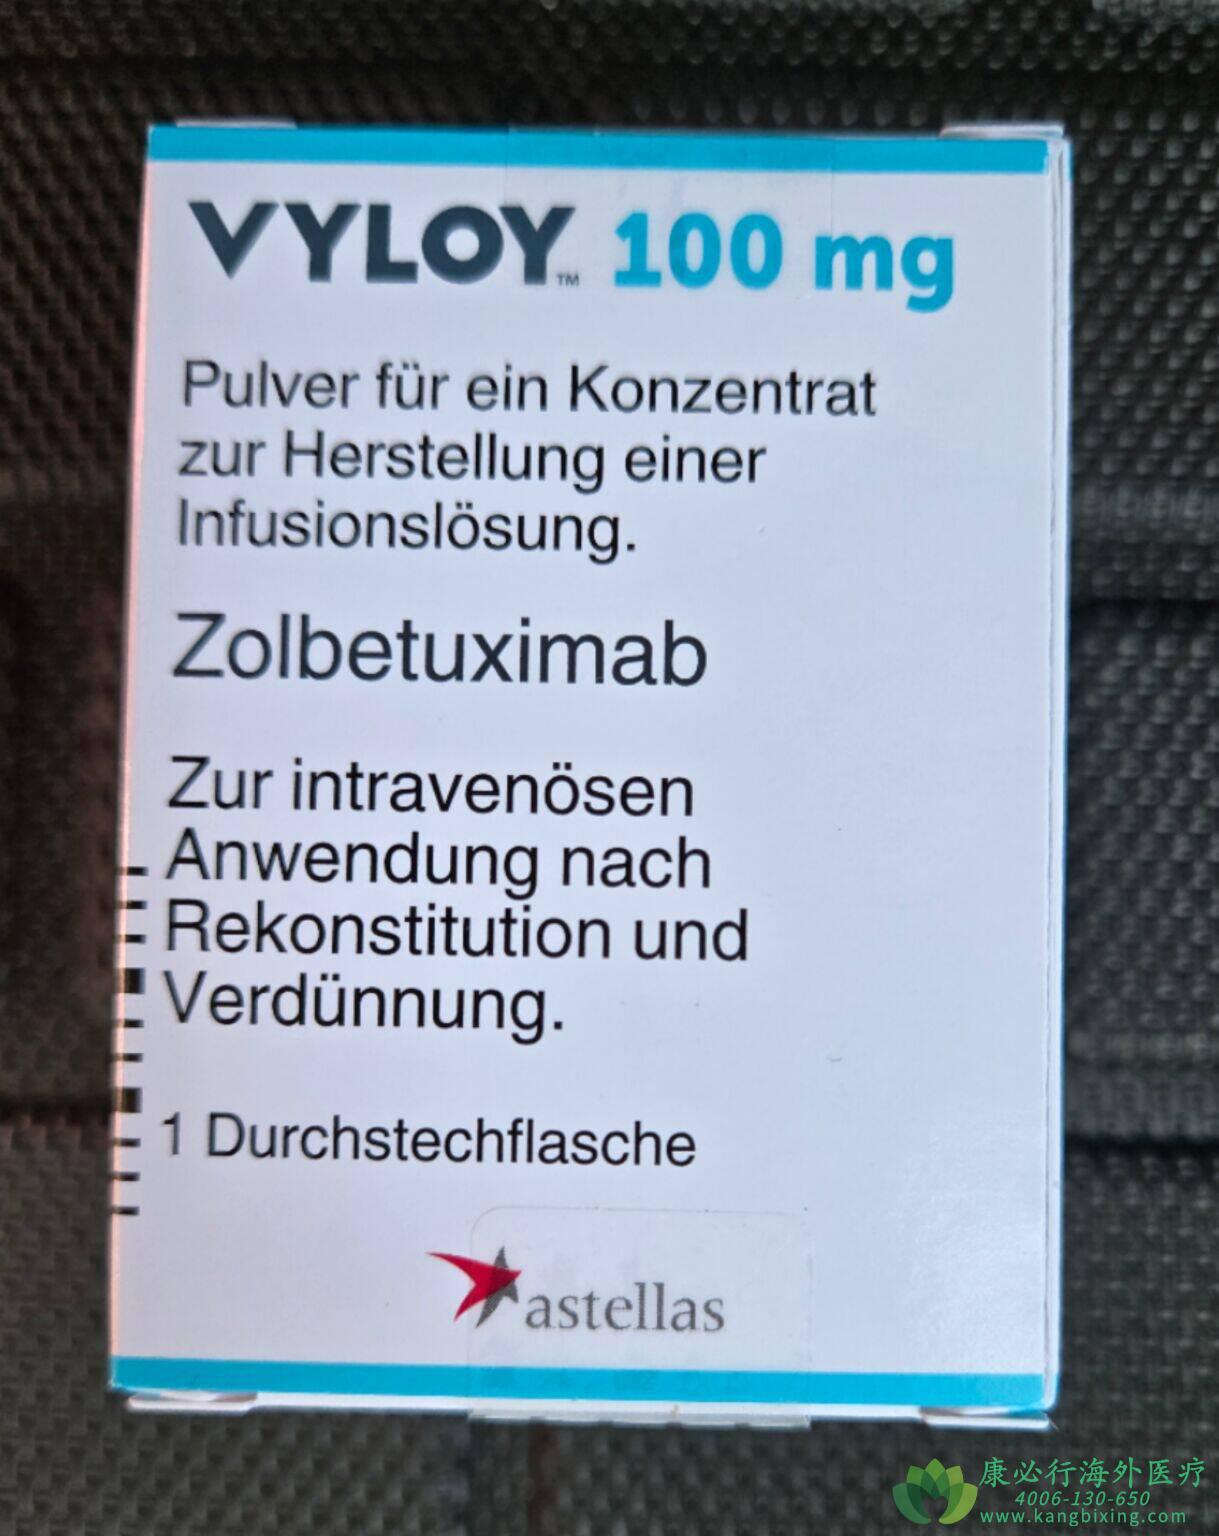 VYLOY™ 100 mg
Pulver für ein Konzentrat
zur Herstellung einer
Infusionslösung.
Zolbetuximab
Zur intravenösen
Anwendung nach
Rekonstitution und
Verdünnung.
1 Durchstechflasche
astellas
康必行海外医疗
4006-130-650
www.kangbixing.com